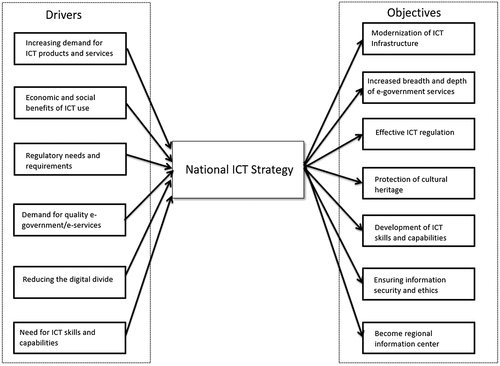 Drivers
Increasing demand for
ICT products and services
Economic and social
benefits of ICT use
Regulatory needs and
requirements
Demand for quality e-
government/e-services
Reducing the digital divide
Need for ICT skills and
capabilities
National ICT Strategy
Objectives
Modernization of ICT
Infrastructure
Increased breadth and depth
of e-government services
Effective ICT regulation
Protection of cultural
heritage
Development of ICT
skills and capabilities
Ensuring information
security and ethics
Become regional
information center